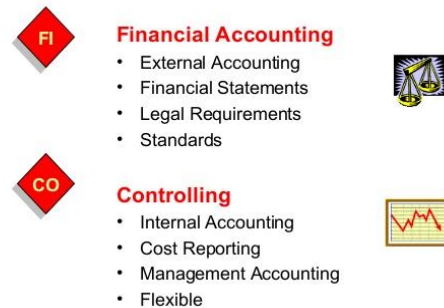 FI
Financial Accounting
• External Accounting
• Financial Statements
• Legal Requirements
• Standards
CO
Controlling
• Internal Accounting
• Cost Reporting
• Management Accounting
• Flexible